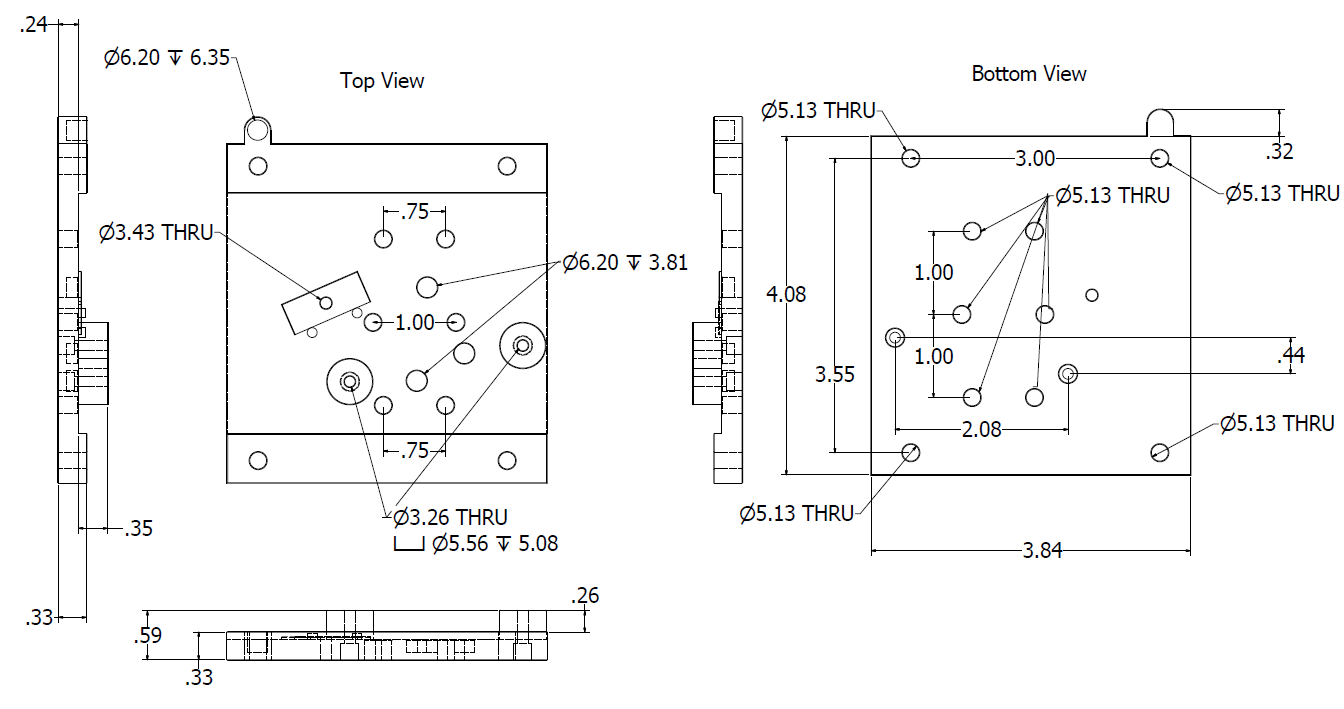 .24
Ø6.20 ↧ 6.35
Top View
Bottom View
Ø5.13 THRU
.32
3.00
Ø5.13 THRU
Ø5.13 THRU
.75
Ø3.43 THRU
Ø6.20 ↧ 3.81
1.00
4.08
1.00
1.00
.44
3.55
2.08
Ø5.13 THRU
.75
Ø3.26 THRU
⌴ Ø5.56 ↧ 5.08
Ø5.13 THRU
.35
3.84
.33
.59
.26
.33